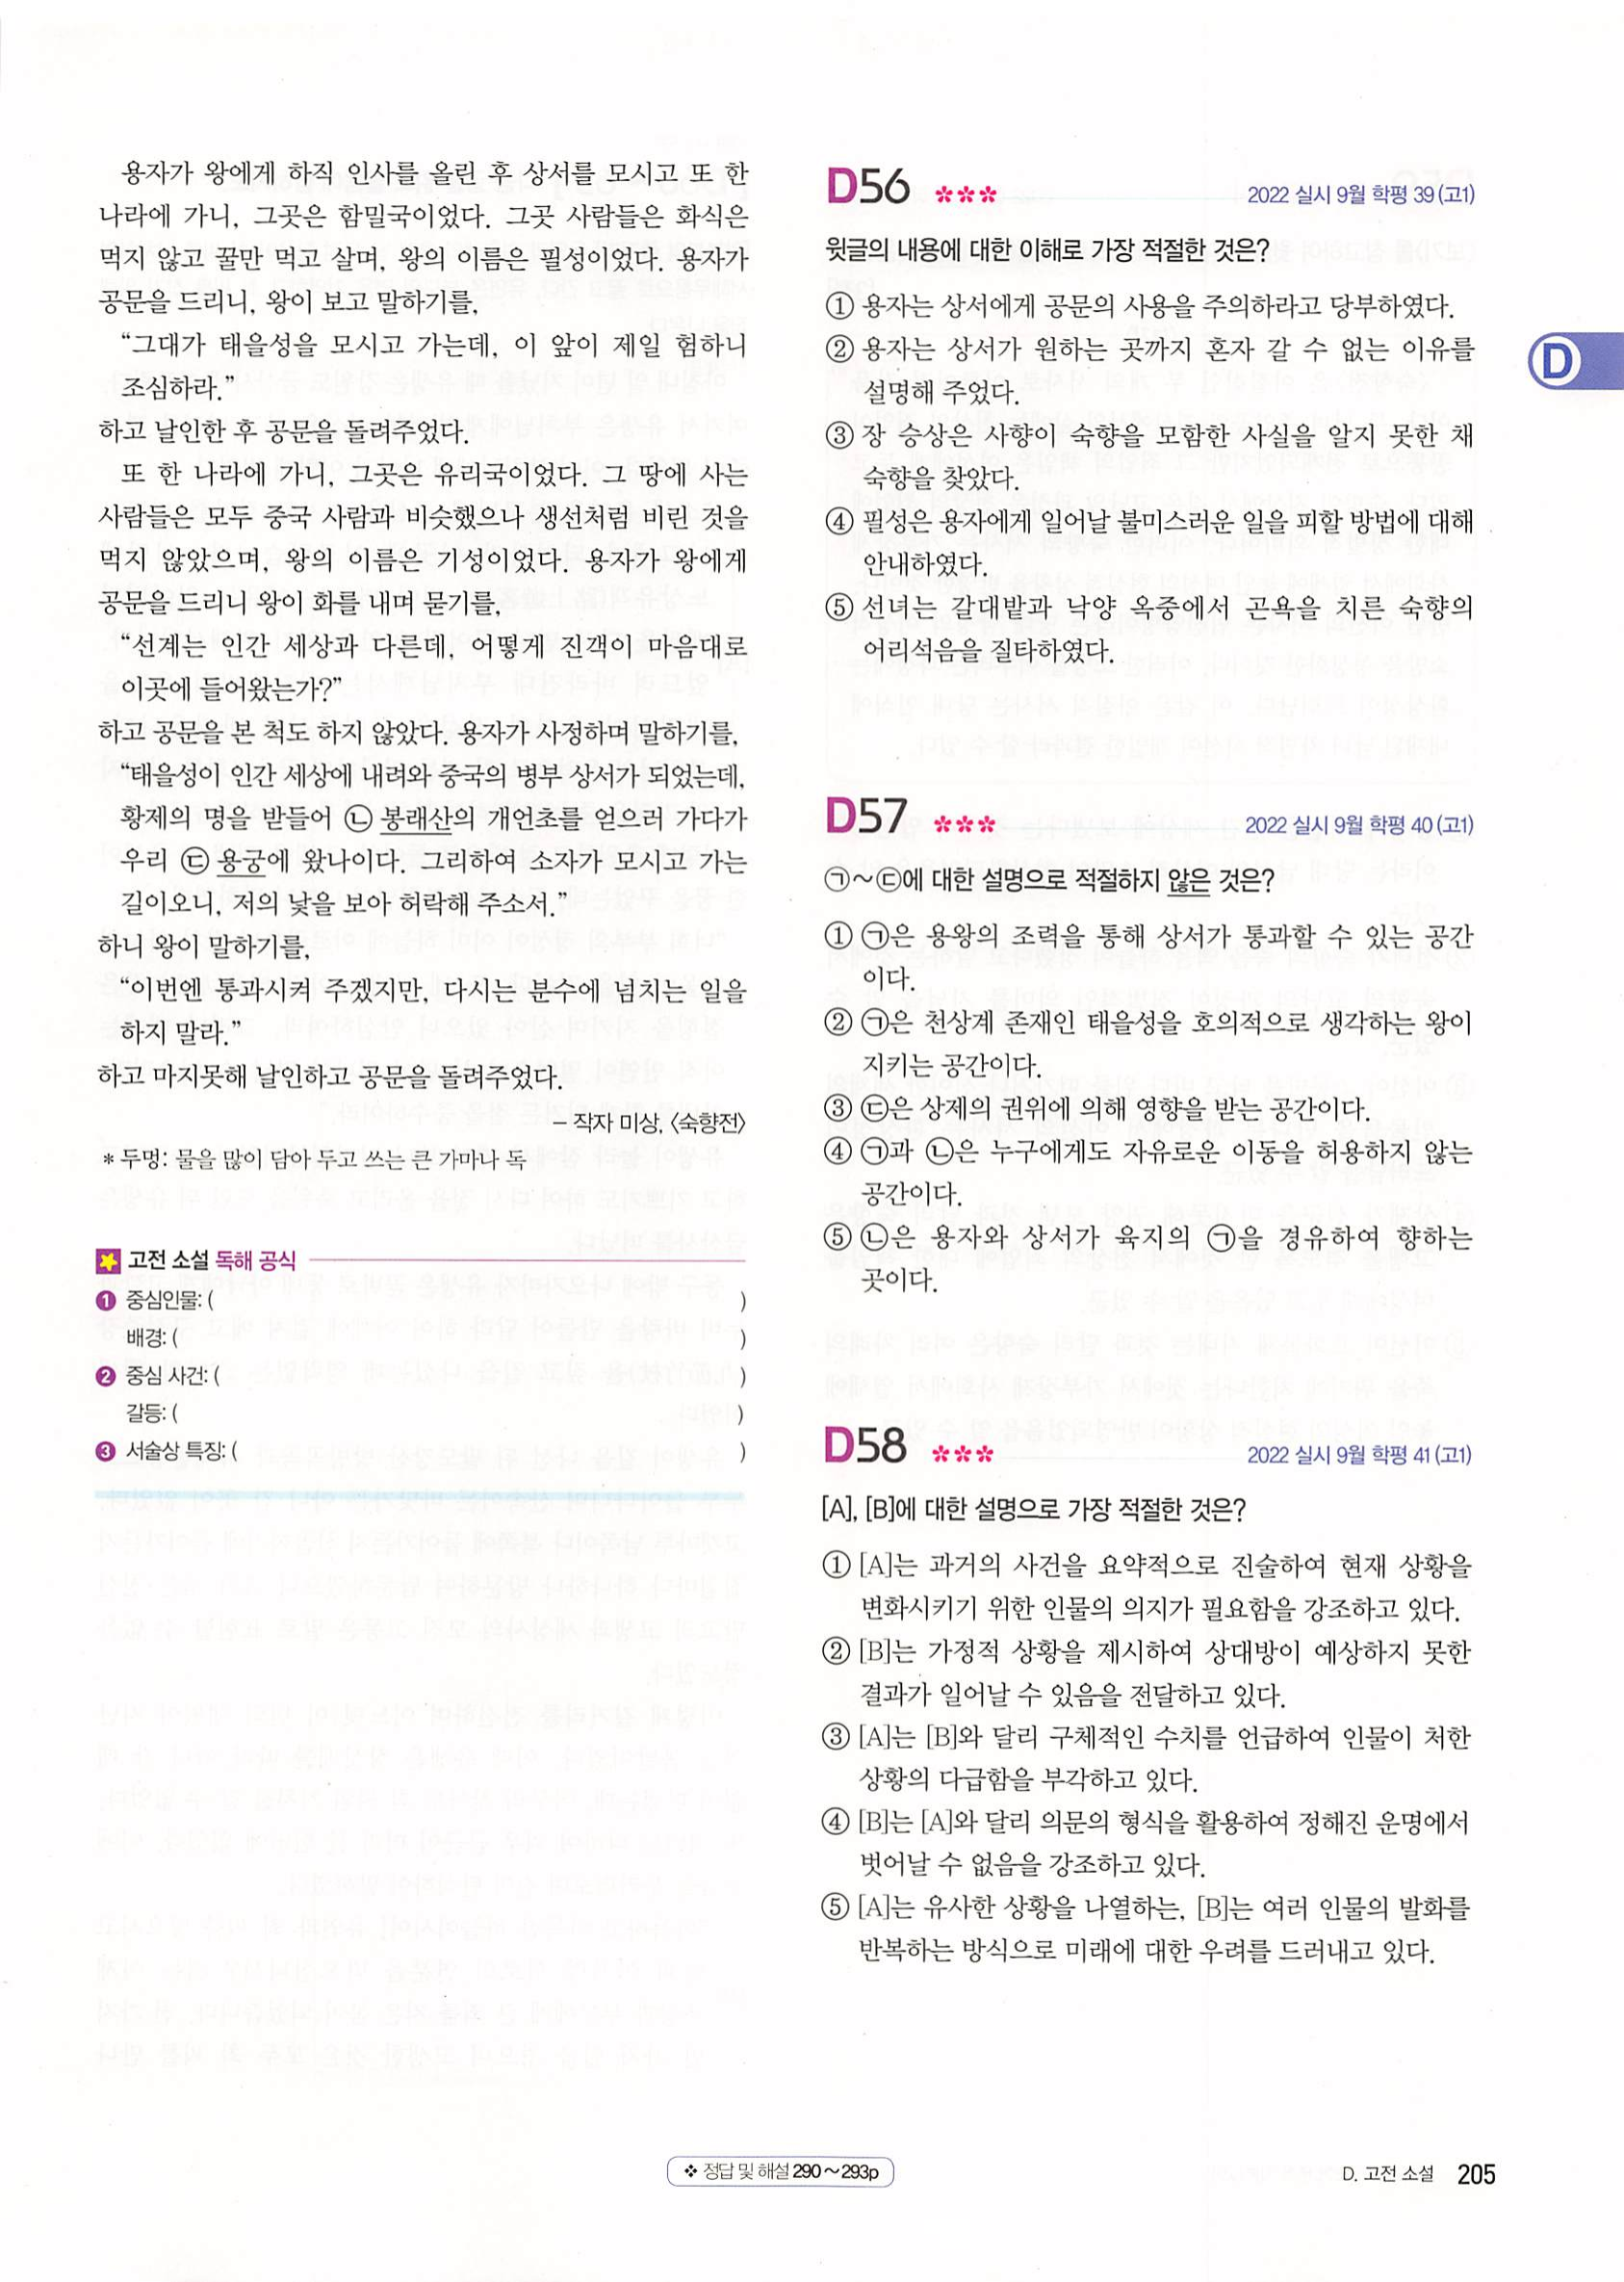 용자가 왕에게 하직 인사를 올린 후 상서를 모시고 또 한
나라에 가니, 그곳은 함밀국이었다. 그곳 사람들은 화식은
먹지 않고 꿀만 먹고 살며, 왕의 이름은 필성이었다. 용자가
공문을 드리니, 왕이 보고 말하기를,
“그대가 태을성을 모시고 가는데, 이 앞이 제일 험하니
조심하라.”
하고 날인한 후 공문을 돌려주었다.
또 한 나라에 가니, 그곳은 유리국이었다. 그 땅에 사는
사람들은 모두 중국 사람과 비슷했으나 생선처럼 비린 것을
먹지 않았으며, 왕의 이름은 기성이었다. 용자가 왕에게
공문을 드리니 왕이 화를 내며 묻기를,
“선계는 인간 세상과 다른데, 어떻게 진객이 마음대로
이곳에 들어왔는가?”
하고 공문을 본 척도 하지 않았다. 용자가 사정하며 말하기를,
“태을성이 인간 세상에 내려와 중국의 병부 상서가 되었는데,
황제의 명을 받들어 ㉡ 봉래산의 개언초를 얻으러 가다가
우리 ㉢ 용궁에 왔나이다. 그리하여 소자가 모시고 가는
길이오니, 저의 낯을 보아 허락해 주소서.”
하니 왕이 말하기를,
“이번엔 통과시켜 주겠지만, 다시는 분수에 넘치는 일을
하지 말라.”
하고 마지못해 날인하고 공문을 돌려주었다.
– 작자 미상, 〈숙향전〉
* 두멍: 물을 많이 담아 두고 쓰는 큰 가마나 독
고전 소설 독해 공식
❶ 중심인물: ( )
배경: ( )
❷ 중심 사건: ( )
갈등: ( )
❸ 서술상 특징: ( )
D56 ✽✽✽ 2022 실시 9월 학평 39 (고1)
윗글의 내용에 대한 이해로 가장 적절한 것은?
① 용자는 상서에게 공문의 사용을 주의하라고 당부하였다.
② 용자는 상서가 원하는 곳까지 혼자 갈 수 없는 이유를
설명해 주었다.
③ 장 승상은 사향이 숙향을 모함한 사실을 알지 못한 채
숙향을 찾았다.
④ 필성은 용자에게 일어날 불미스러운 일을 피할 방법에 대해
안내하였다.
⑤ 선녀는 갈대밭과 낙양 옥중에서 곤욕을 치른 숙향의
어리석음을 질타하였다.
D57 ✽✽✽ 2022 실시 9월 학평 40 (고1)
㉠~㉢에 대한 설명으로 적절하지 않은 것은?
① ㉠은 용왕의 조력을 통해 상서가 통과할 수 있는 공간
이다.
② ㉠은 천상계 존재인 태을성을 호의적으로 생각하는 왕이
지키는 공간이다.
③ ㉢은 상제의 권위에 의해 영향을 받는 공간이다.
④ ㉠과 ㉡은 누구에게도 자유로운 이동을 허용하지 않는
공간이다.
⑤ ㉡은 용자와 상서가 육지의 ㉠을 경유하여 향하는
곳이다.
D58 ✽✽✽ 2022 실시 9월 학평 41 (고1)
[A], [B]에 대한 설명으로 가장 적절한 것은?
① [A]는 과거의 사건을 요약적으로 진술하여 현재 상황을
변화시키기 위한 인물의 의지가 필요함을 강조하고 있다.
② [B]는 가정적 상황을 제시하여 상대방이 예상하지 못한
결과가 일어날 수 있음을 전달하고 있다.
③ [A]는 [B]와 달리 구체적인 수치를 언급하여 인물이 처한
상황의 다급함을 부각하고 있다.
④ [B]는 [A]와 달리 의문의 형식을 활용하여 정해진 운명에서
벗어날 수 없음을 강조하고 있다.
⑤ [A]는 유사한 상황을 나열하는, [B]는 여러 인물의 발화를
반복하는 방식으로 미래에 대한 우려를 드러내고 있다.
D
❖ 정답 및 해설 290~293p
D. 고전 소설 205